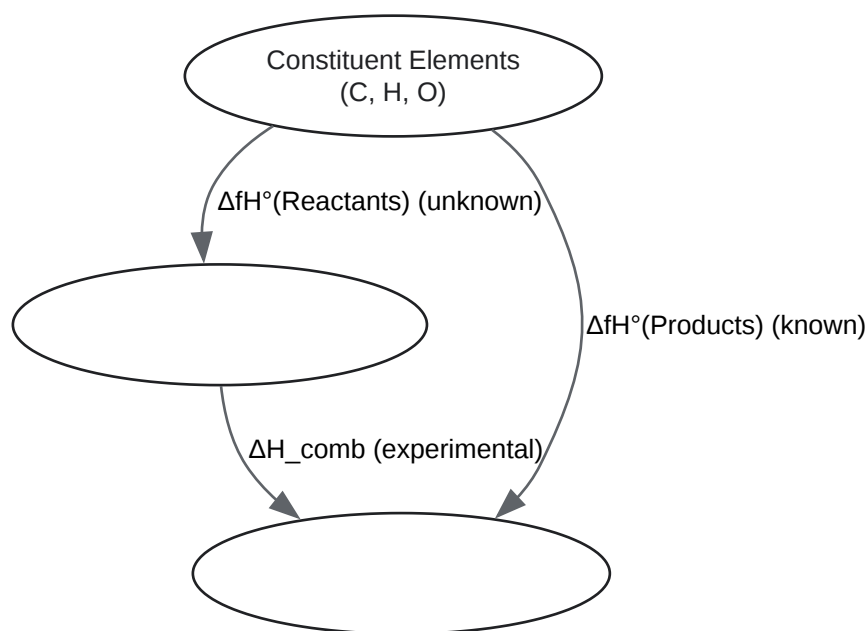 Constituent Elements
(C, H, O)
ΔfH°(Reactants) (unknown)
ΔfH°(Products) (known)
ΔH_comb (experimental)